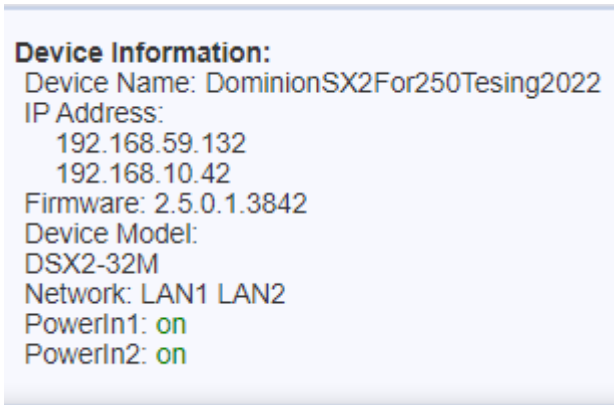 Device Information:
Device Name: DominionSX2For250Tesing2022
IP Address:
192.168.59.132
192.168.10.42
Firmware: 2.5.0.1.3842
Device Model:
DSX2-32M
Network: LAN1 LAN2
PowerIn1: on
PowerIn2: on